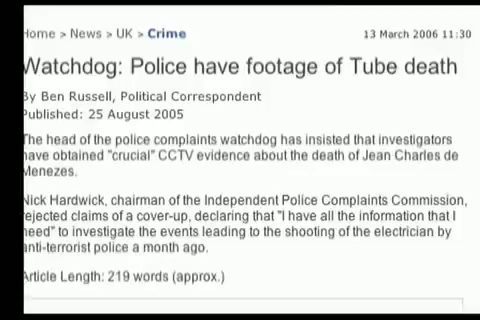 Home > News > UK > Crime
13 March 2006 11:30
Watchdog: Police have footage of Tube death
By Ben Russell, Political Correspondent
Published: 25 August 2005
The head of the police complaints watchdog has insisted that investigators
have obtained "crucial" CCTV evidence about the death of Jean Charles de
Menezes.
Nick Hardwick, chairman of the Independent Police Complaints Commission,
rejected claims of a cover-up, declaring that "I have all the information that I
need" to investigate the events leading to the shooting of the electrician by
anti-terrorist police a month ago.
Article Length: 219 words (approx.)